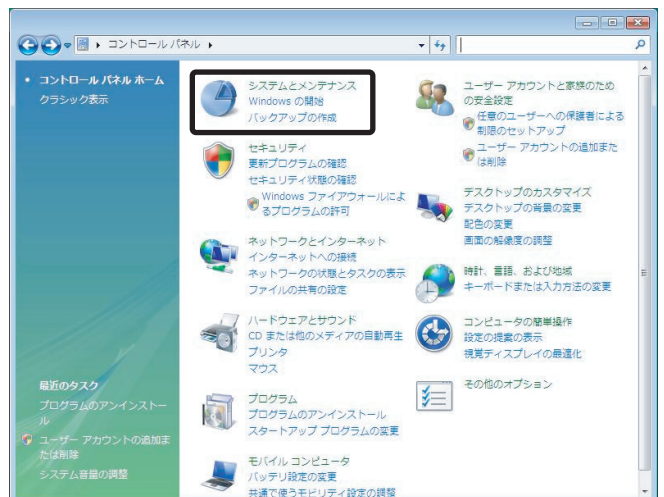 コントロール パネル
コントロール パネル ホーム
クラシック表示
システムとメンテナンス
Windows の開始
バックアップの作成
セキュリティ
更新プログラムの確認
セキュリティ状態の確認
Windows ファイアウォールによ
るプログラムの許可
ネットワークとインターネット
インターネットへの接続
ネットワークの状態とタスクの表示
ファイルの共有の設定
ハードウェアとサウンド
CD または他のメディアの自動再生
プリンタ
マウス
プログラム
プログラムのアンインストール
スタートアップ プログラムの変更
モバイル コンピュータ
バッテリ設定の変更
共通で使うモビリティ設定の調整
ユーザー アカウントと家族のため
の安全設定
任意のユーザーへの保護者による
制限のセットアップ
ユーザー アカウントの追加また
は削除
デスクトップのカスタマイズ
デスクトップの背景の変更
配色の変更
画面の解像度の調整
時計、言語、および地域
キーボードまたは入力方法の変更
コンピュータの簡単操作
設定の提案の表示
視覚ディスプレイの最適化
その他のオプション
最近のタスク
プログラムのアンインストー
ル
ユーザー アカウントの追加ま
たは削除
システム音量の調整